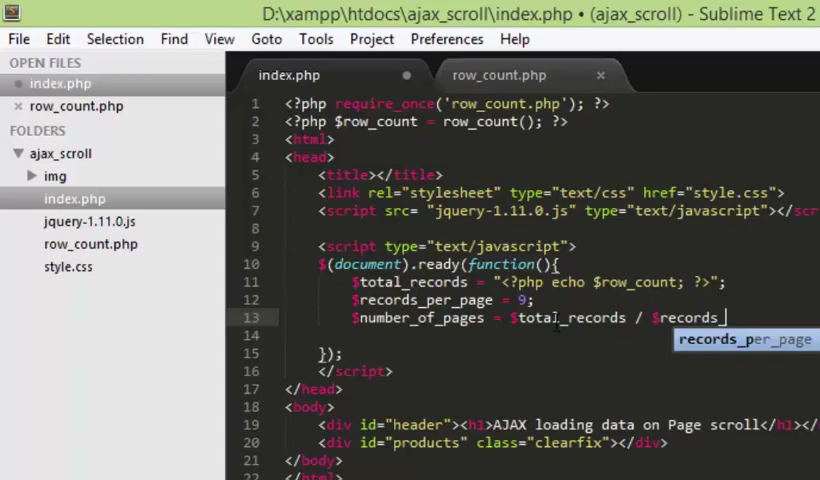 D:\xampp\htdocs\ajax_scroll\index.php • (ajax_scroll) - Sublime Text 2
File Edit Selection Find View Goto Tools Project Preferences Help
OPEN FILES
index.php
row_count.php
FOLDERS
ajax_scroll
img
index.php
jquery-1.11.0.js
row_count.php
style.css
index.php row_count.php
1 <?php require_once('row_count.php'); ?>
2 <?php $row_count = row_count(); ?>
3 <html>
4 <head>
5 <title></title>
6 <link rel="stylesheet" type="text/css" href="style.css">
7 <script src= "jquery-1.11.0.js" type="text/javascript"></scr
8
9 <script type="text/javascript">
10 $(document).ready(function(){
11 $total_records = "<?php echo $row_count; ?>";
12 $records_per_page = 9;
13 $number_of_pages = $total_records / $records_
records_per_page
14
15 });
16 </script>
17 </head>
18 <body>
19 <div id="header"><h1>AJAX loading data on Page scroll</h1></
20 <div id="products" class="clearfix"></div>
21 </body>
22 </html>